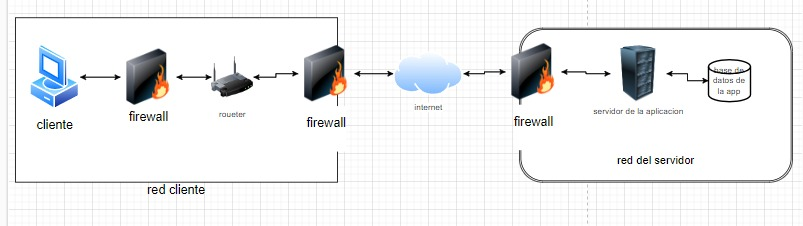 cliente
firewall
roueter
firewall
internet
firewall
servidor de la aplicacion
base de
datos de
la app
red cliente
red del servidor